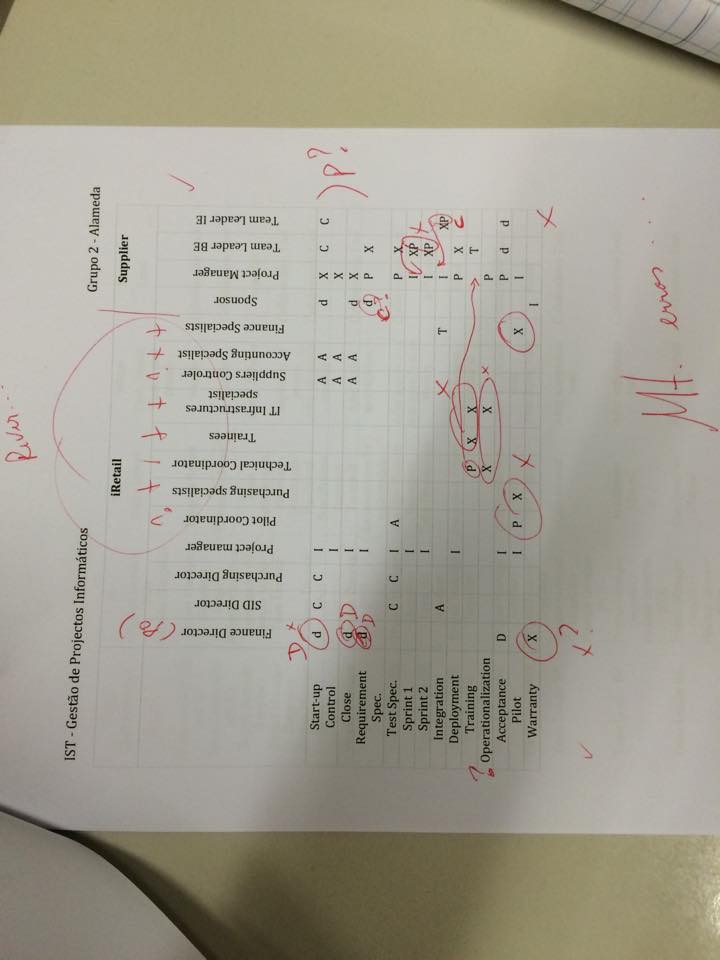 Rever...
IST - Gestão de Projectos Informáticos
Grupo 2 - Alameda
iRetail Supplier
Finance Director
SID Director
Purchasing Director
Project manager
Pilot Coordinator
Purchasing specialists
Technical Coordinator
Trainees
IT Infrastructures
specialist
Suppliers Controler
Accounting Specialist
Finance Specialists
Sponsor
Project Manager
Team Leader BE
Team Leader IE
D
Start-up d C C I A A d X C C
) P?
Control I A A X
Close d D I A A d X
Requirement d D I d P X
Spec.
c?
Test Spec. C C I A P X
Sprint 1 I I XP
Sprint 2 I I XP
Integration A T I XP
Deployment I P X
Training P X X T
? Operationalization X X P
Acceptance D I P d d
Pilot I P X X I
Warranty X I
x?
Mt. erros ...